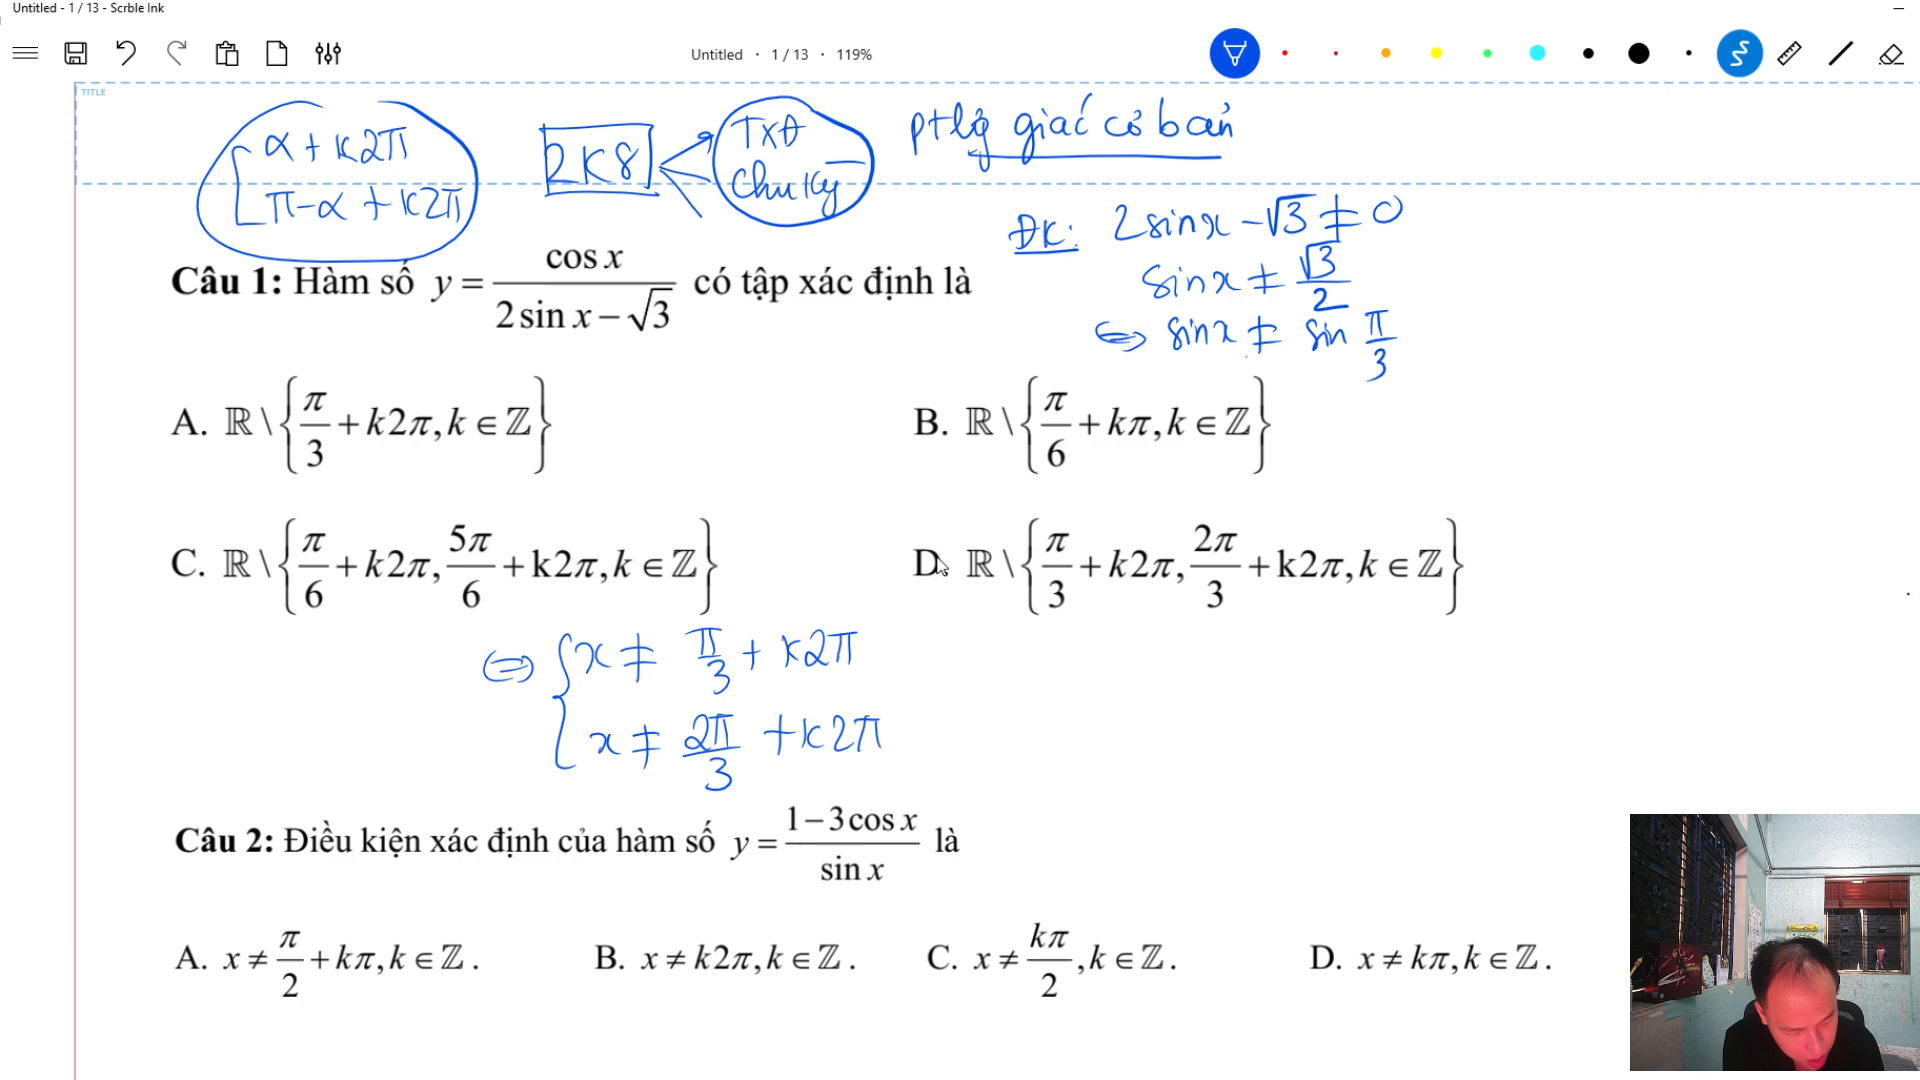 Untitled - 1 / 13 - Scrble Ink
Untitled · 1 / 13 · 119%
TITLE
α + k2π
π-α + k2π
2K8
TXĐ
Chu kỳ
pt lg giác cơ bản
ĐK: 2sinx - √3 ≠ 0
sinx ≠ √3/2
⇔ sinx ≠ sin π/3
Câu 1: Hàm số y = cos x / (2 sin x − √3) có tập xác định là
A. ℝ \ {π/3 + k2π, k ∈ ℤ}
B. ℝ \ {π/6 + kπ, k ∈ ℤ}
C. ℝ \ {π/6 + k2π, 5π/6 + k2π, k ∈ ℤ}
D. ℝ \ {π/3 + k2π, 2π/3 + k2π, k ∈ ℤ}
⇔ { x ≠ π/3 + k2π
x ≠ 2π/3 + k2π
Câu 2: Điều kiện xác định của hàm số y = (1 − 3 cos x) / sin x là
A. x ≠ π/2 + kπ, k ∈ ℤ.
B. x ≠ k2π, k ∈ ℤ.
C. x ≠ kπ/2, k ∈ ℤ.
D. x ≠ kπ, k ∈ ℤ.